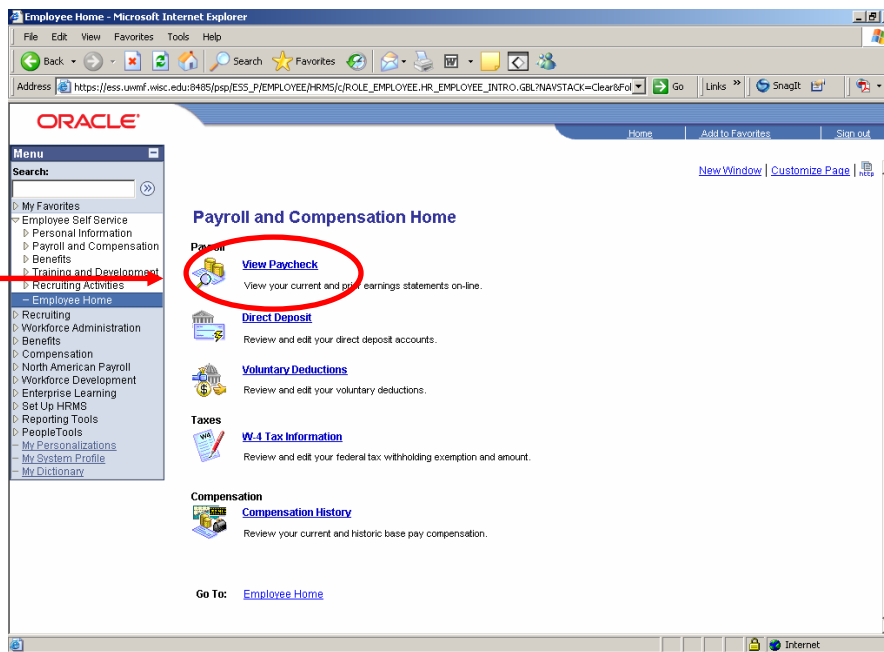 Employee Home - Microsoft Internet Explorer
File Edit View Favorites Tools Help
Back Search Favorites
Address https://ess.uwmf.wisc.edu:8485/psp/ESS_P/EMPLOYEE/HRMS/c/ROLE_EMPLOYEE.HR_EMPLOYEE_INTRO.GBL?NAVSTACK=Clear&Fol Go Links » SnagIt
ORACLE
Home Add to Favorites Sign out
Menu
Search:
New Window | Customize Page | http
My Favorites
Employee Self Service
Personal Information
Payroll and Compensation
Benefits
Training and Development
Recruiting Activities
Employee Home
Recruiting
Workforce Administration
Benefits
Compensation
North American Payroll
Workforce Development
Enterprise Learning
Set Up HRMS
Reporting Tools
PeopleTools
My Personalizations
My System Profile
My Dictionary
Payroll and Compensation Home
Payroll
View Paycheck
View your current and prior earnings statements on-line.
Direct Deposit
Review and edit your direct deposit accounts.
Voluntary Deductions
Review and edit your voluntary deductions.
Taxes
W4
W-4 Tax Information
Review and edit your federal tax withholding exemption and amount.
Compensation
Compensation History
Review your current and historic base pay compensation.
Go To: Employee Home
Internet